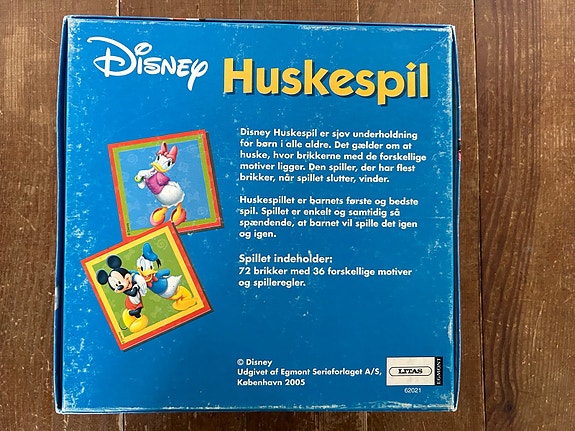 Disney Huskespil
Disney Huskespil er sjov underholdning
for børn i alle aldre. Det gælder om at
huske, hvor brikkerne med de forskellige
motiver ligger. Den spiller, der har flest
brikker, når spillet slutter, vinder.
Huskespillet er barnets første og bedste
spil. Spillet er enkelt og samtidig så
spændende, at barnet vil spille det igen
og igen.
Spillet indeholder:
72 brikker med 36 forskellige motiver
og spilleregler.
© Disney
Udgivet af Egmont Serieforlaget A/S,
København 2005
LITAS
EGMONT
62021